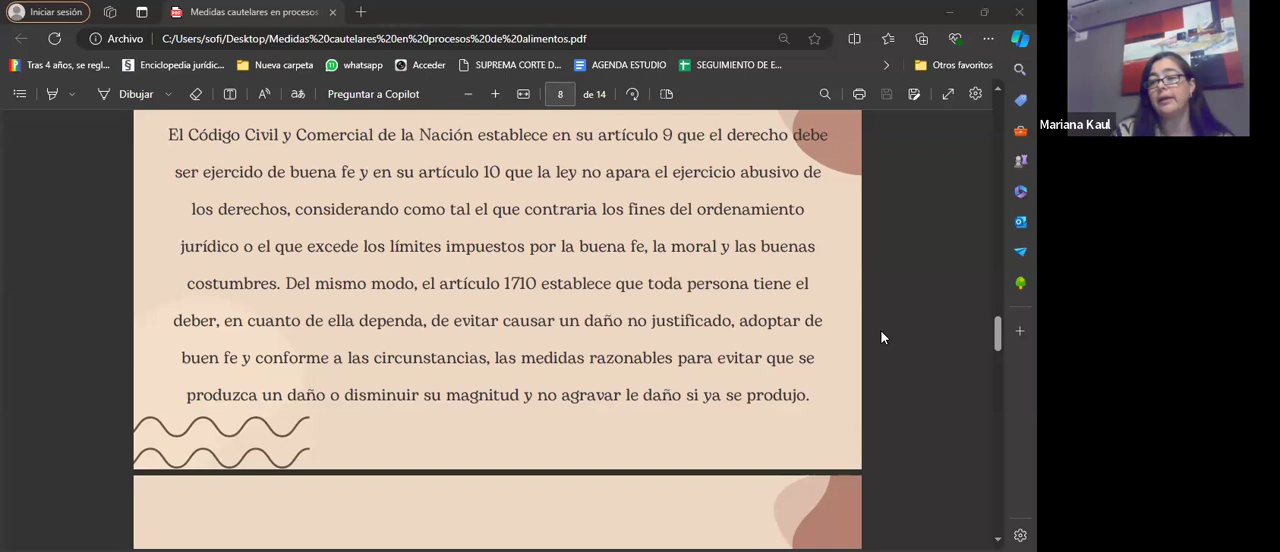 Iniciar sesión
Medidas cautelares en procesos
Archivo
C:/Users/sofi/Desktop/Medidas%20cautelares%20en%20procesos%20de%20alimentos.pdf
Tras 4 años, se regl...
Enciclopedia jurídic...
Nueva carpeta
whatsapp
Acceder
SUPREMA CORTE D...
AGENDA ESTUDIO
SEGUIMIENTO DE E...
Otros favoritos
Dibujar
Preguntar a Copilot
8
de 14
El Código Civil y Comercial de la Nación establece en su artículo 9 que el derecho debe
ser ejercido de buena fe y en su artículo 10 que la ley no apara el ejercicio abusivo de
los derechos, considerando como tal el que contraria los fines del ordenamiento
jurídico o el que excede los límites impuestos por la buena fe, la moral y las buenas
costumbres. Del mismo modo, el artículo 1710 establece que toda persona tiene el
deber, en cuanto de ella dependa, de evitar causar un daño no justificado, adoptar de
buen fe y conforme a las circunstancias, las medidas razonables para evitar que se
produzca un daño o disminuir su magnitud y no agravar le daño si ya se produjo.
Mariana Kaul